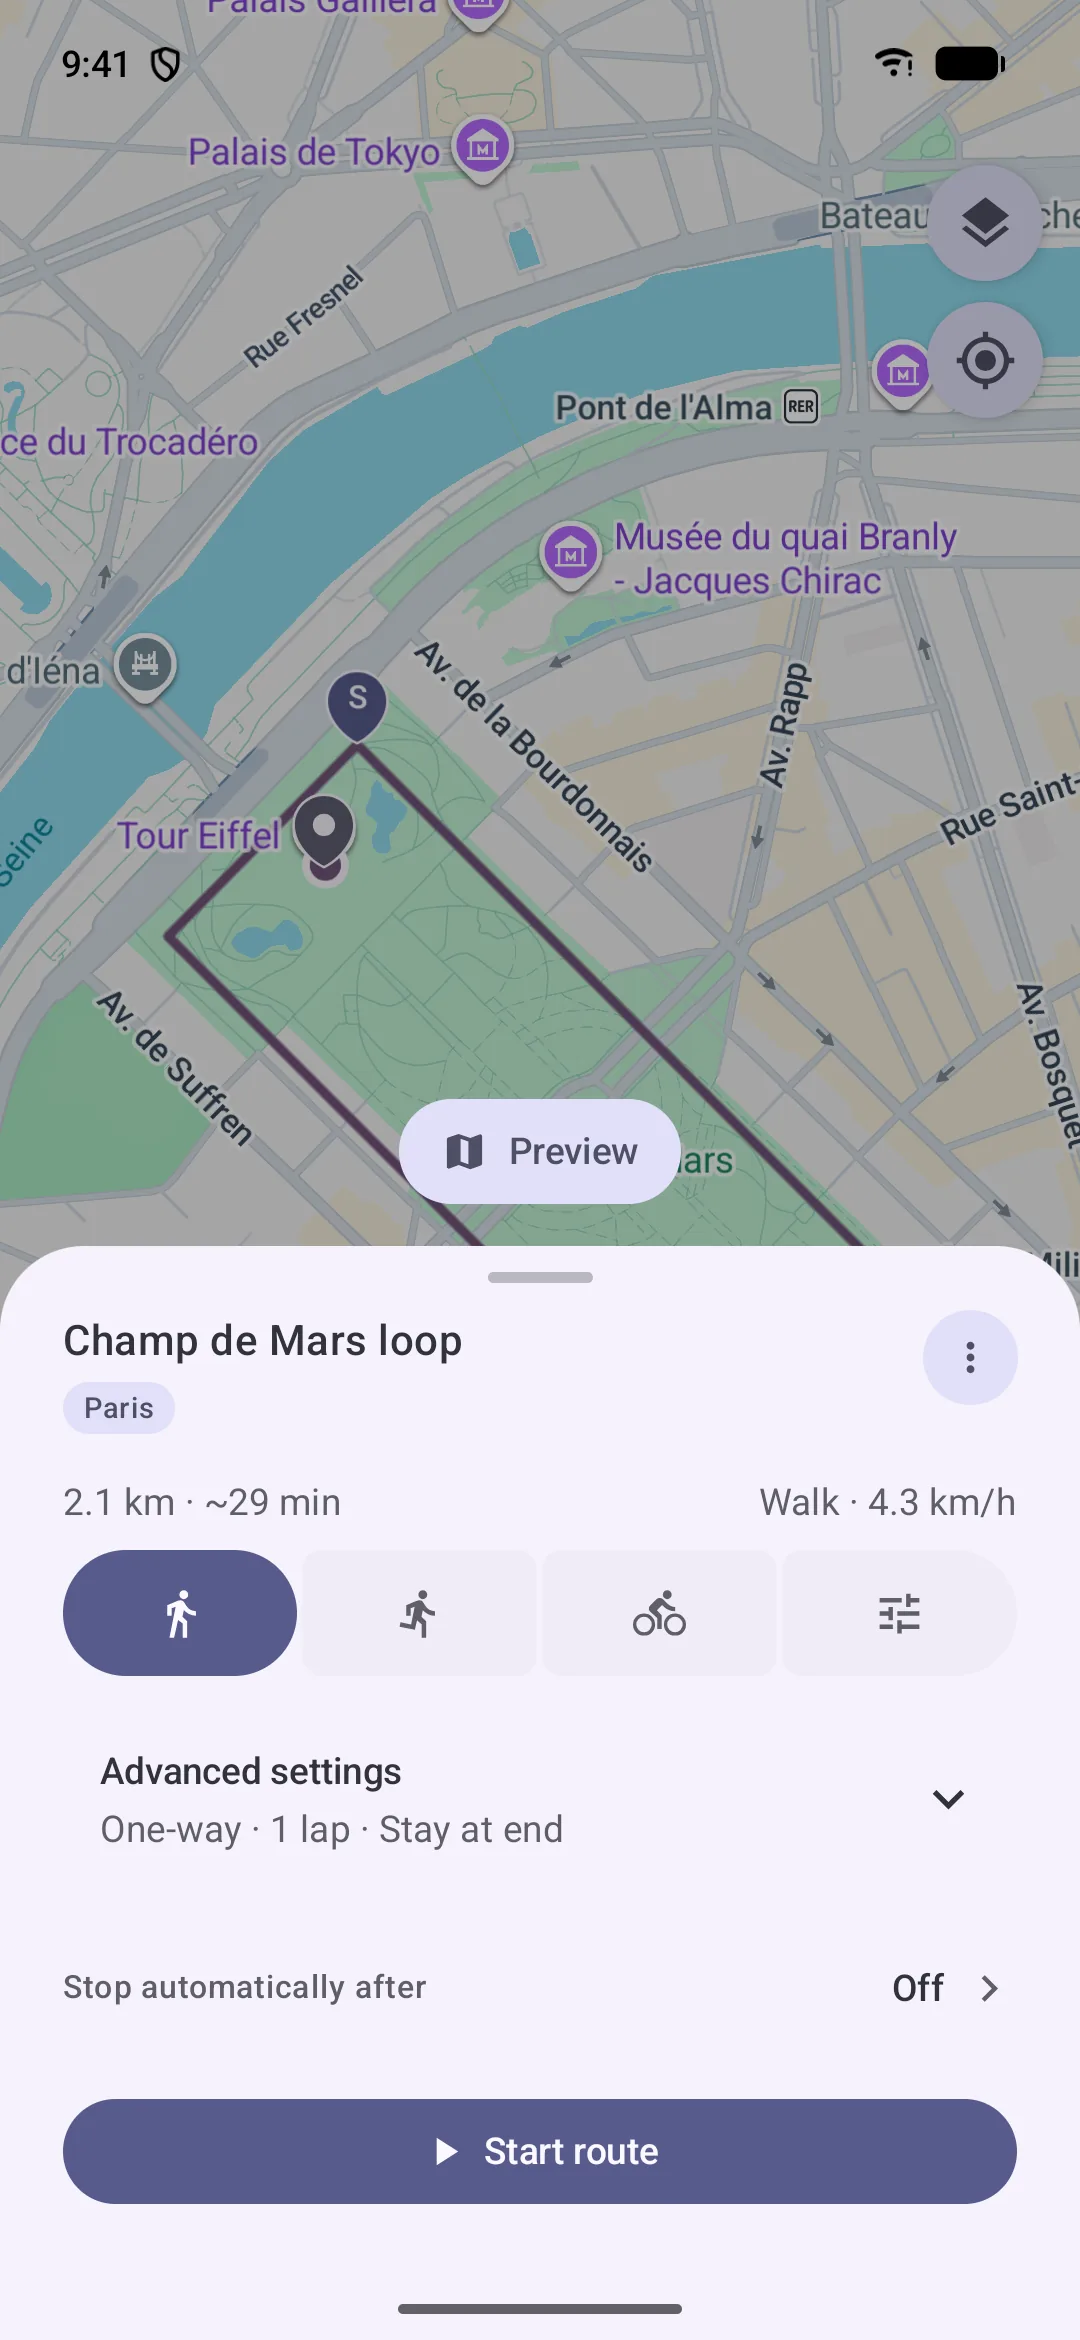 Palais Galliera
9:41
Palais de Tokyo
Rue Fresnel
Pont de l'Alma RER
ce du Trocadéro
Musée du quai Branly
- Jacques Chirac
d'Iéna
S
Av. de la Bourdonnais
Av. Rapp
Rue Saint-
Tour Eiffel
Seine
Av. de Suffren
Av. Bosquet
Preview
Champ de Mars loop
Paris
2.1 km · ~29 min
Walk · 4.3 km/h
Advanced settings
One-way · 1 lap · Stay at end
Stop automatically after
Off
Start route